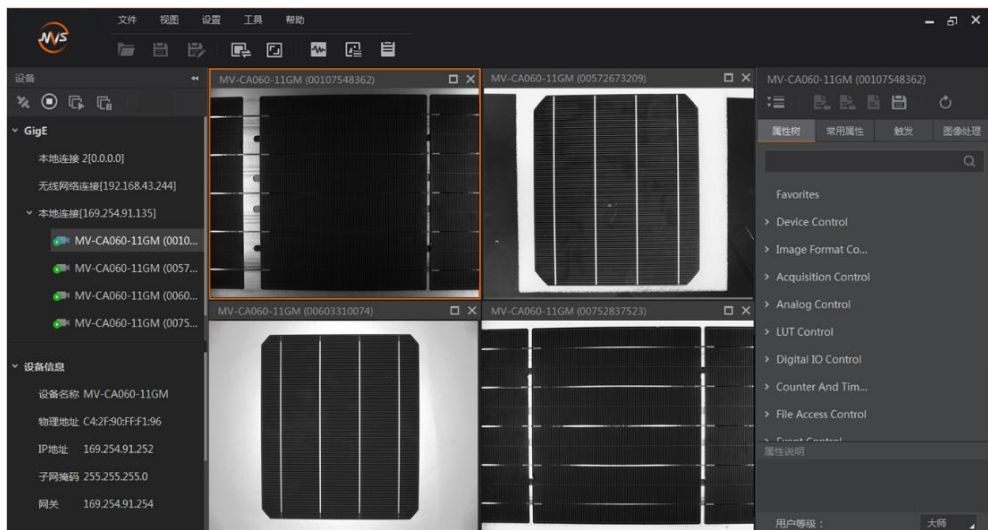 NVS
文件 视图 设置 工具 帮助
设备
GigE
本地连接 2[0.0.0.0]
无线网络连接[192.168.43.244]
本地连接[169.254.91.135]
MV-CA060-11GM (0010...
MV-CA060-11GM (0057...
MV-CA060-11GM (0060...
MV-CA060-11GM (0075...
设备信息
设备名称 MV-CA060-11GM
物理地址 C4:2F:90:FF:F1:96
IP地址 169.254.91.252
子网掩码 255.255.255.0
网关 169.254.91.254
MV-CA060-11GM (00107548362)
MV-CA060-11GM (00572673209)
MV-CA060-11GM (00603310074)
MV-CA060-11GM (00752837523)
MV-CA060-11GM (00107548362)
属性树 常用属性 触发 图像处理
Favorites
Device Control
Image Format Co...
Acquisition Control
Analog Control
LUT Control
Digital IO Control
Counter And Tim...
File Access Control
Event Control
属性说明
用户等级： 大师